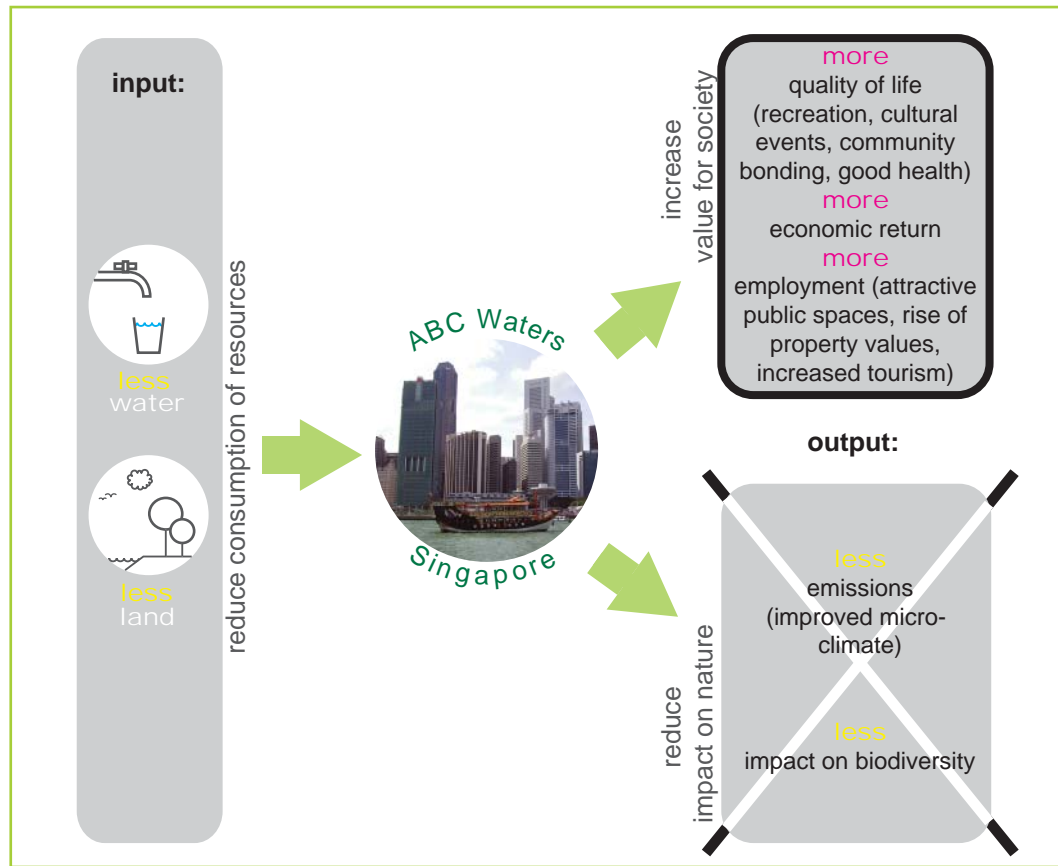 input:
less
water
less
land
reduce consumption of resources
ABC Waters
Singapore
increase
value for society
more
quality of life
(recreation, cultural
events, community
bonding, good health)
more
economic return
more
employment (attractive
public spaces, rise of
property values,
increased tourism)
output:
reduce
impact on nature
less
emissions
(improved micro-
climate)
less
impact on biodiversity